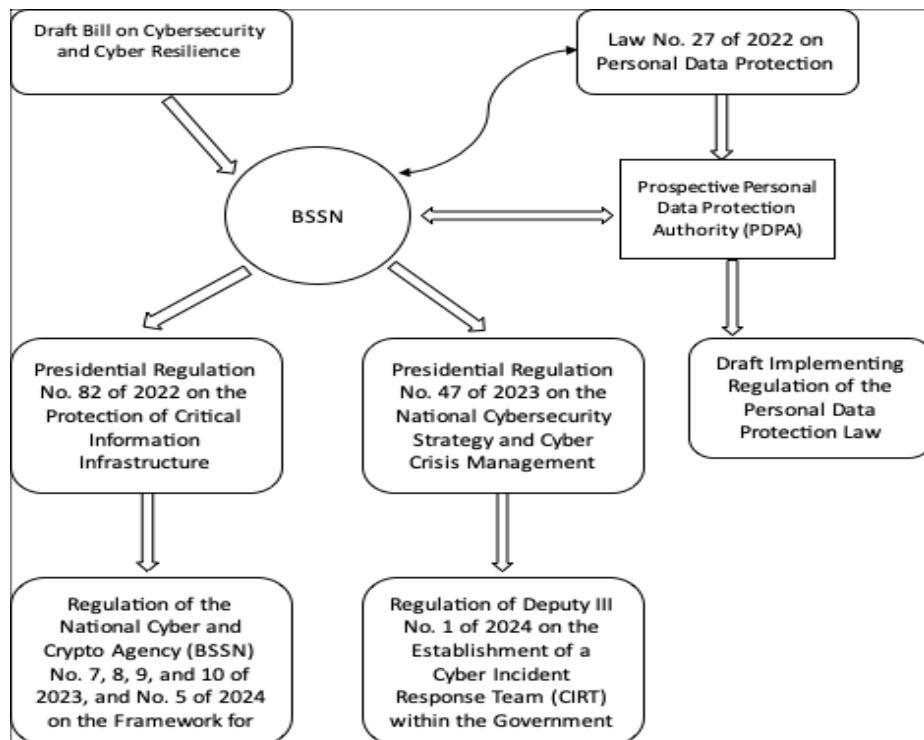 Draft Bill on Cybersecurity
and Cyber Resilience
Law No. 27 of 2022 on
Personal Data Protection
BSSN
Prospective Personal
Data Protection
Authority (PDPA)
Presidential Regulation
No. 82 of 2022 on the
Protection of Critical
Information
Infrastructure
Presidential Regulation
No. 47 of 2023 on the
National Cybersecurity
Strategy and Cyber
Crisis Management
Draft Implementing
Regulation of the
Personal Data
Protection Law
Regulation of the
National Cyber and
Crypto Agency (BSSN)
No. 7, 8, 9, and 10 of
2023, and No. 5 of 2024
on the Framework for
Regulation of Deputy III
No. 1 of 2024 on the
Establishment of a
Cyber Incident
Response Team (CIRT)
within the Government